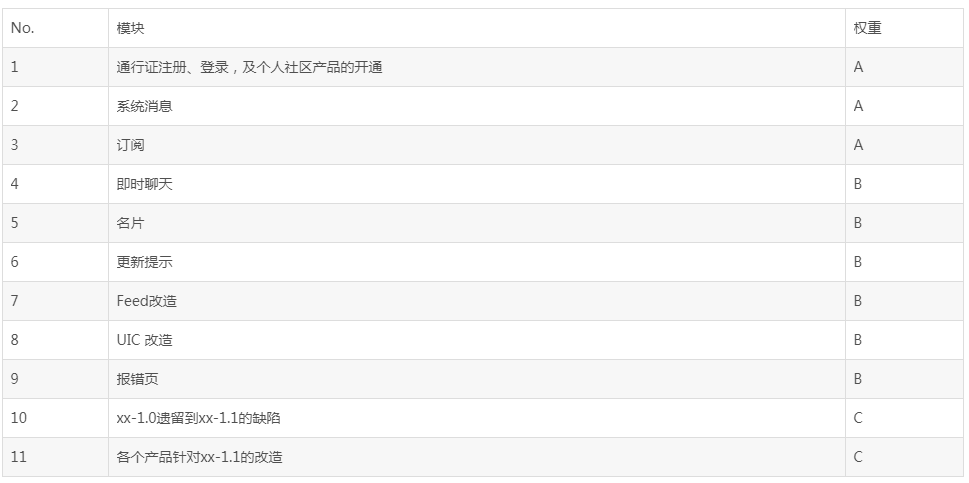 No. 模块 权重
1 通行证注册、登录，及个人社区产品的开通 A
2 系统消息 A
3 订阅 A
4 即时聊天 B
5 名片 B
6 更新提示 B
7 Feed改造 B
8 UIC 改造 B
9 报错页 B
10 xx-1.0遗留到xx-1.1的缺陷 C
11 各个产品针对xx-1.1的改造 C